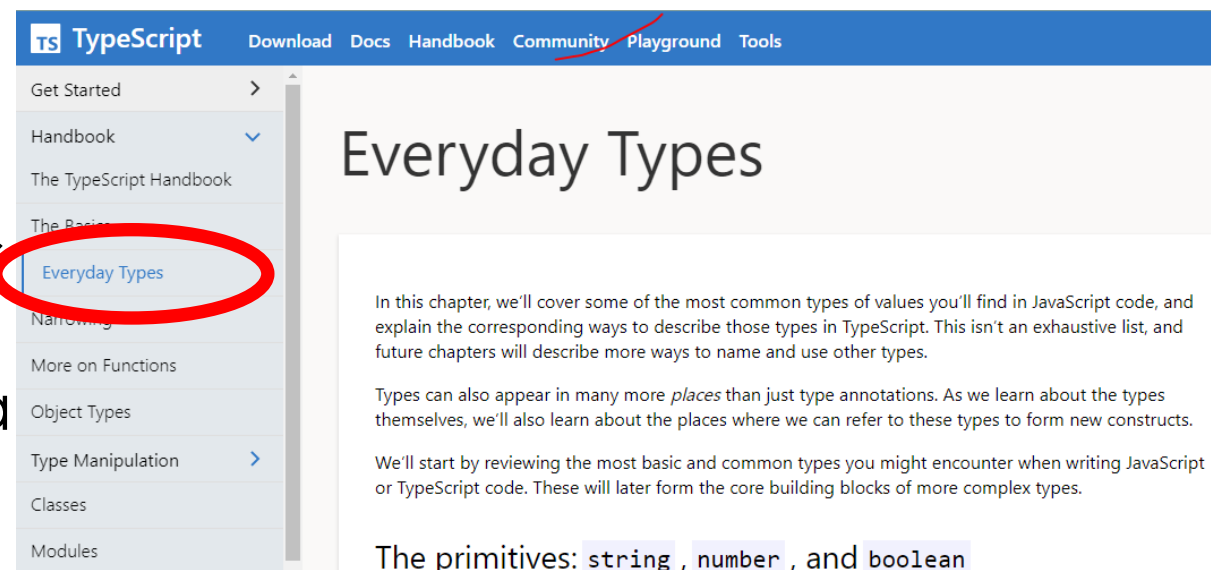 TS TypeScript Download Docs Handbook Community Playground Tools
Get Started
Handbook
The TypeScript Handbook
The Basics
Everyday Types
Narrowing
More on Functions
Object Types
Type Manipulation
Classes
Modules
Everyday Types
In this chapter, we'll cover some of the most common types of values you'll find in JavaScript code, and
explain the corresponding ways to describe those types in TypeScript. This isn't an exhaustive list, and
future chapters will describe more ways to name and use other types.
Types can also appear in many more places than just type annotations. As we learn about the types
themselves, we'll also learn about the places where we can refer to these types to form new constructs.
We'll start by reviewing the most basic and common types you might encounter when writing JavaScript
or TypeScript code. These will later form the core building blocks of more complex types.
The primitives: string , number , and boolean